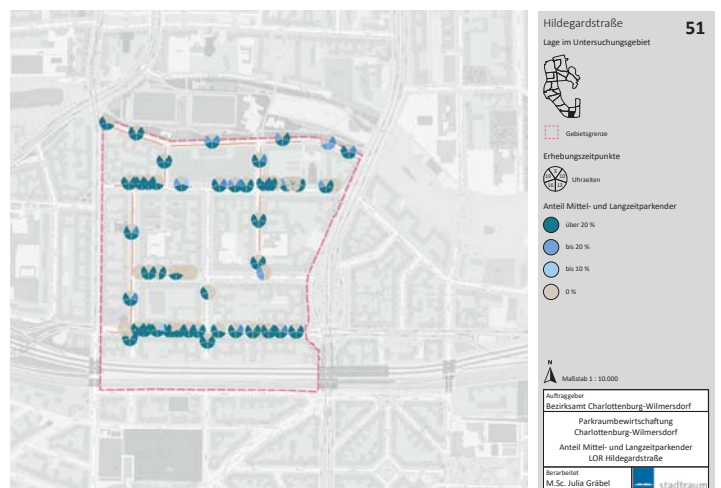 Hildegardstraße
51
Lage im Untersuchungsgebiet
Gebietsgrenze
Erhebungszeitpunkte
Uhrzeiten
Anteil Mittel- und Langzeitparkender
über 20 %
bis 20 %
bis 10 %
0 %
N
Maßstab 1 : 10.000
Auftraggeber
Bezirksamt Charlottenburg-Wilmersdorf
Parkraumbewirtschaftung
Charlottenburg-Wilmersdorf
Anteil Mittel- und Langzeitparkender
LOR Hildegardstraße
Bearbeitet
M.Sc. Julia Gräbel
stadtraum